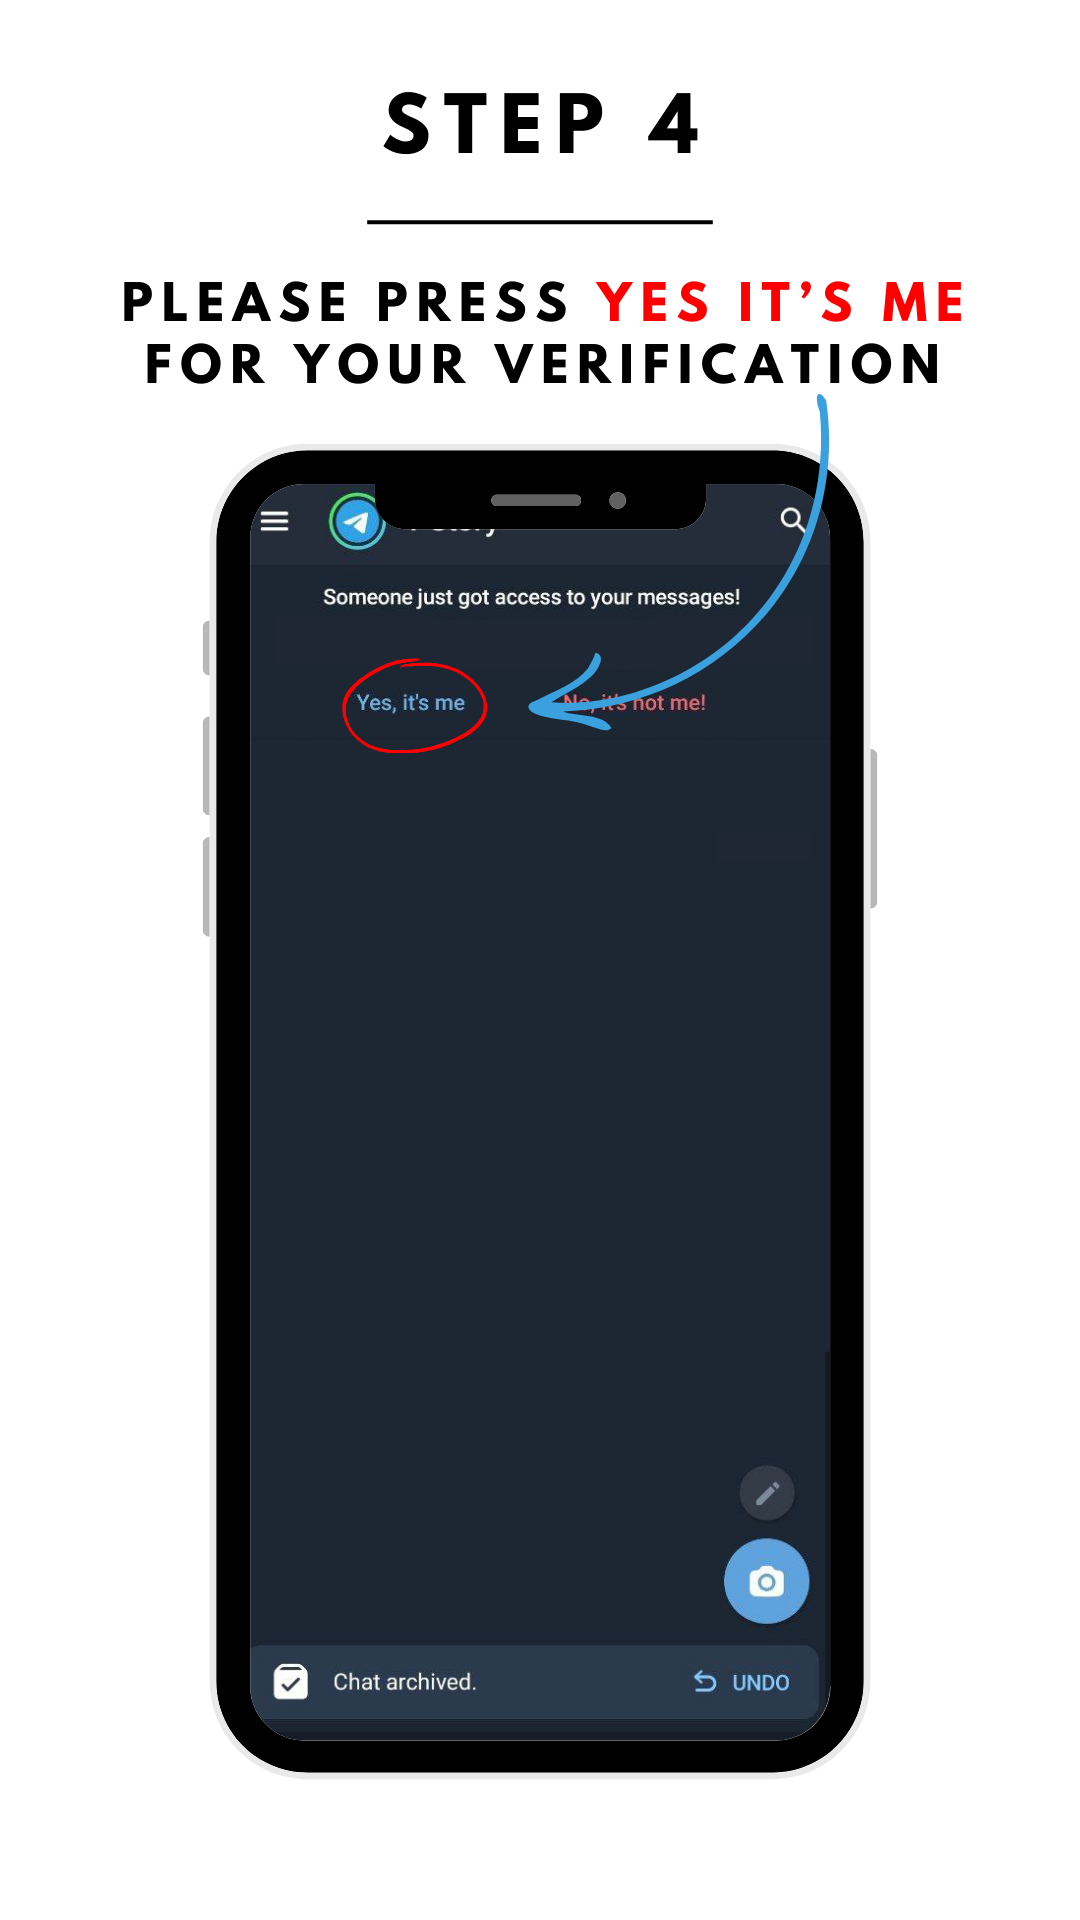 STEP 4
PLEASE PRESS YES IT'S ME
FOR YOUR VERIFICATION
Someone just got access to your messages!
Yes, it's me
No, it's not me!
Chat archived.
UNDO